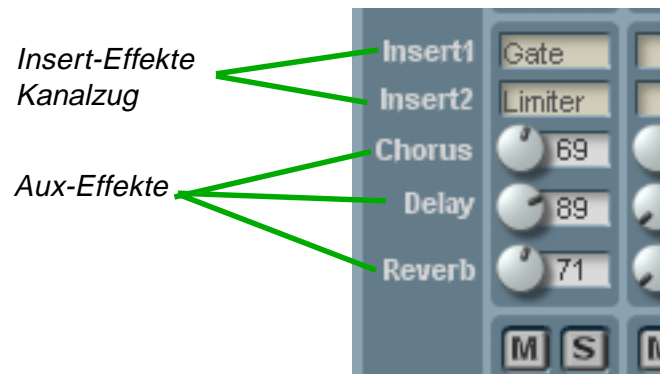 Insert-Effekte
Kanalzug
Aux-Effekte
Insert1 Gate
Insert2 Limiter
Chorus 69
Delay 89
Reverb 71
M S